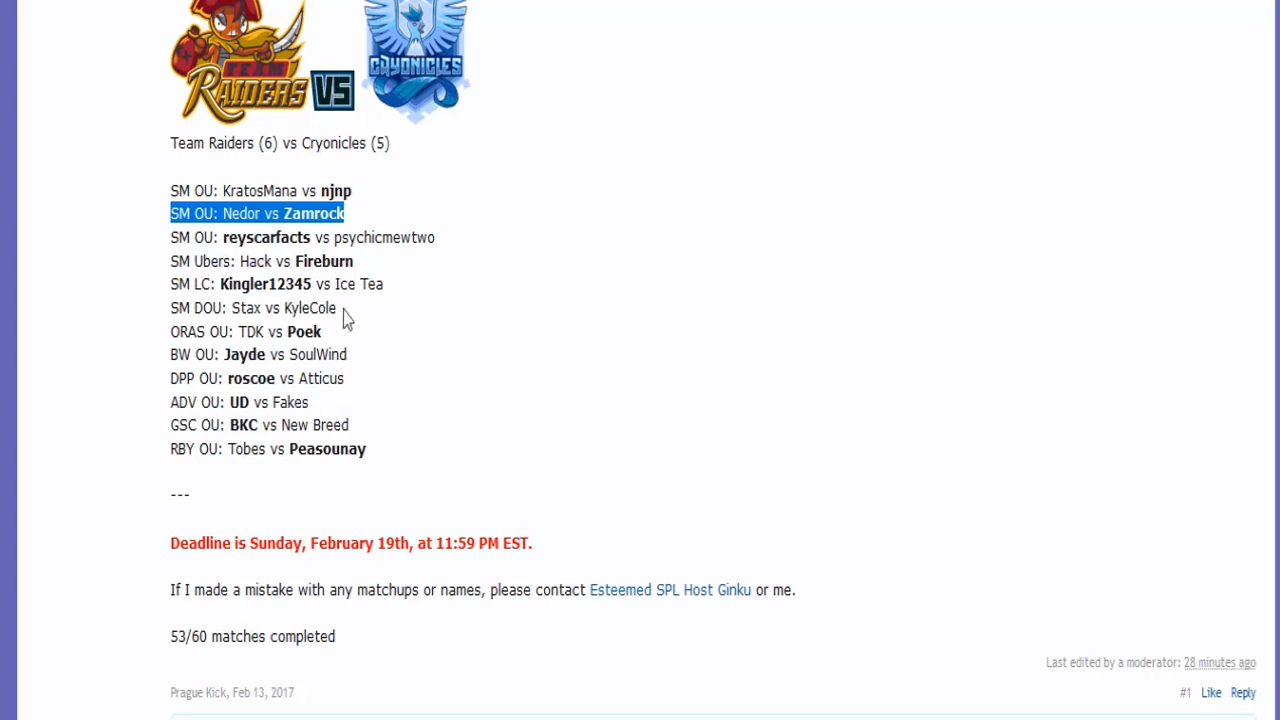 TEAM
RAIDERS VS CRYONICLES
Team Raiders (6) vs Cryonicles (5)
SM OU: KratosMana vs njnp
SM OU: Nedor vs Zamrock
SM OU: reyscarfacts vs psychicmewtwo
SM Ubers: Hack vs Fireburn
SM LC: Kingler12345 vs Ice Tea
SM DOU: Stax vs KyleCole
ORAS OU: TDK vs Poek
BW OU: Jayde vs SoulWind
DPP OU: roscoe vs Atticus
ADV OU: UD vs Fakes
GSC OU: BKC vs New Breed
RBY OU: Tobes vs Peasounay
---
Deadline is Sunday, February 19th, at 11:59 PM EST.
If I made a mistake with any matchups or names, please contact Esteemed SPL Host Ginku or me.
53/60 matches completed
Last edited by a moderator: 28 minutes ago
Prague Kick, Feb 13, 2017 #1 Like Reply